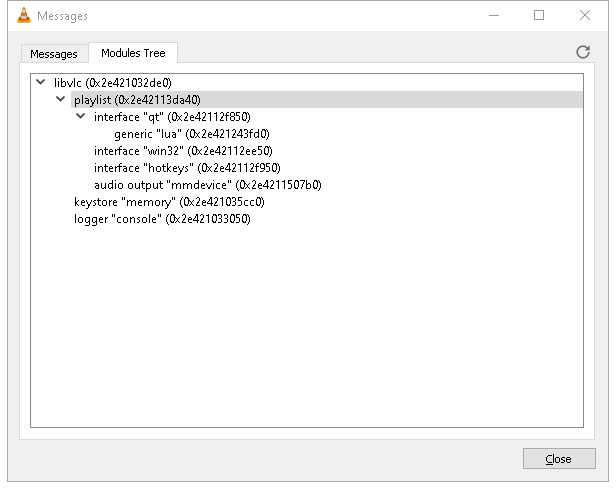 Messages
Messages
Modules Tree
libvlc (0x2e421032de0)
playlist (0x2e42113da40)
interface "qt" (0x2e42112f850)
generic "lua" (0x2e421243fd0)
interface "win32" (0x2e42112ee50)
interface "hotkeys" (0x2e42112f950)
audio output "mmdevice" (0x2e4211507b0)
keystore "memory" (0x2e421035cc0)
logger "console" (0x2e421033050)
Close